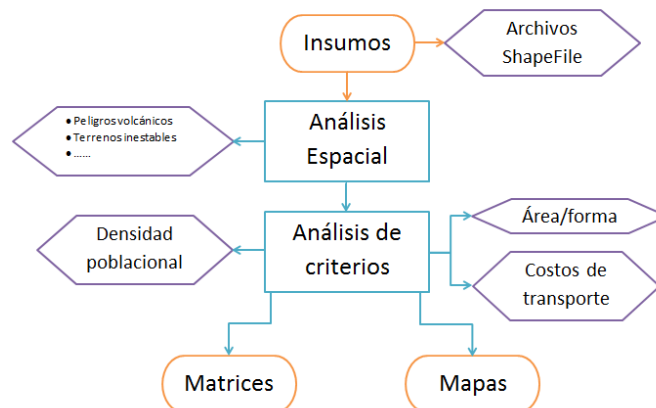 Insumos
Archivos
ShapeFile
• Peligros volcánicos
• Terrenos inestables
• ......
Análisis
Espacial
Densidad
poblacional
Análisis de
criterios
Área/forma
Costos de
transporte
Matrices
Mapas